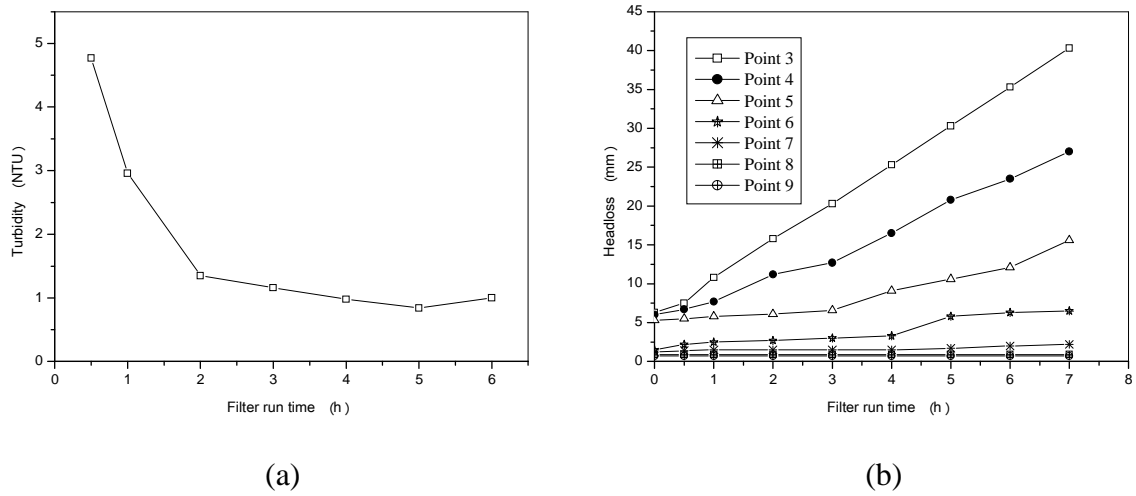 5
4
3
2
1
0
Turbidity (NTU)
0 1 2 3 4 5 6
Filter run time (h)
(a)
45
40
35
30
25
20
15
10
5
0
Headloss (mm)
Point 3
Point 4
Point 5
Point 6
Point 7
Point 8
Point 9
0 1 2 3 4 5 6 7 8
Filter run time (h)
(b)